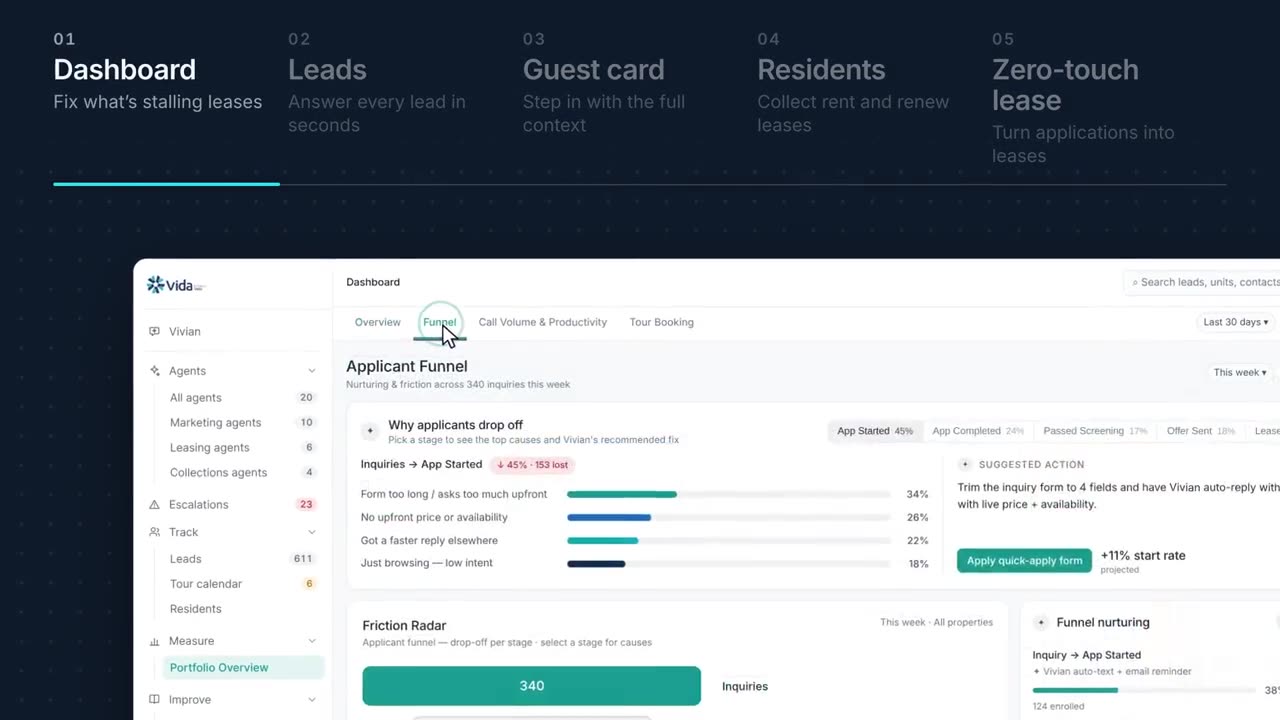 01
Dashboard
Fix what's stalling leases
02
Leads
Answer every lead in
seconds
03
Guest card
Step in with the full
context
04
Residents
Collect rent and renew
leases
05
Zero-touch
lease
Turn applications into
leases
Vida
Vivian
Agents
All agents 20
Marketing agents 10
Leasing agents 6
Collections agents 4
Escalations 23
Track
Leads 611
Tour calendar 6
Residents
Measure
Portfolio Overview
Improve
Dashboard
Search leads, units, contacts
Overview Funnel Call Volume & Productivity Tour Booking
Last 30 days ▾
Applicant Funnel
Nurturing & friction across 340 inquiries this week
This week ▾
Why applicants drop off
Pick a stage to see the top causes and Vivian's recommended fix
App Started 45% App Completed 24% Passed Screening 17% Offer Sent 18% Lease
Inquiries → App Started ↓ 45% · 153 lost
Form too long / asks too much upfront 34%
No upfront price or availability 26%
Got a faster reply elsewhere 22%
Just browsing — low intent 18%
SUGGESTED ACTION
Trim the inquiry form to 4 fields and have Vivian auto-reply with
with live price + availability.
Apply quick-apply form
+11% start rate
projected
Friction Radar
Applicant funnel — drop-off per stage · select a stage for causes
This week · All properties
340 Inquiries
Funnel nurturing
Inquiry → App Started
Vivian auto-text + email reminder
38%
124 enrolled